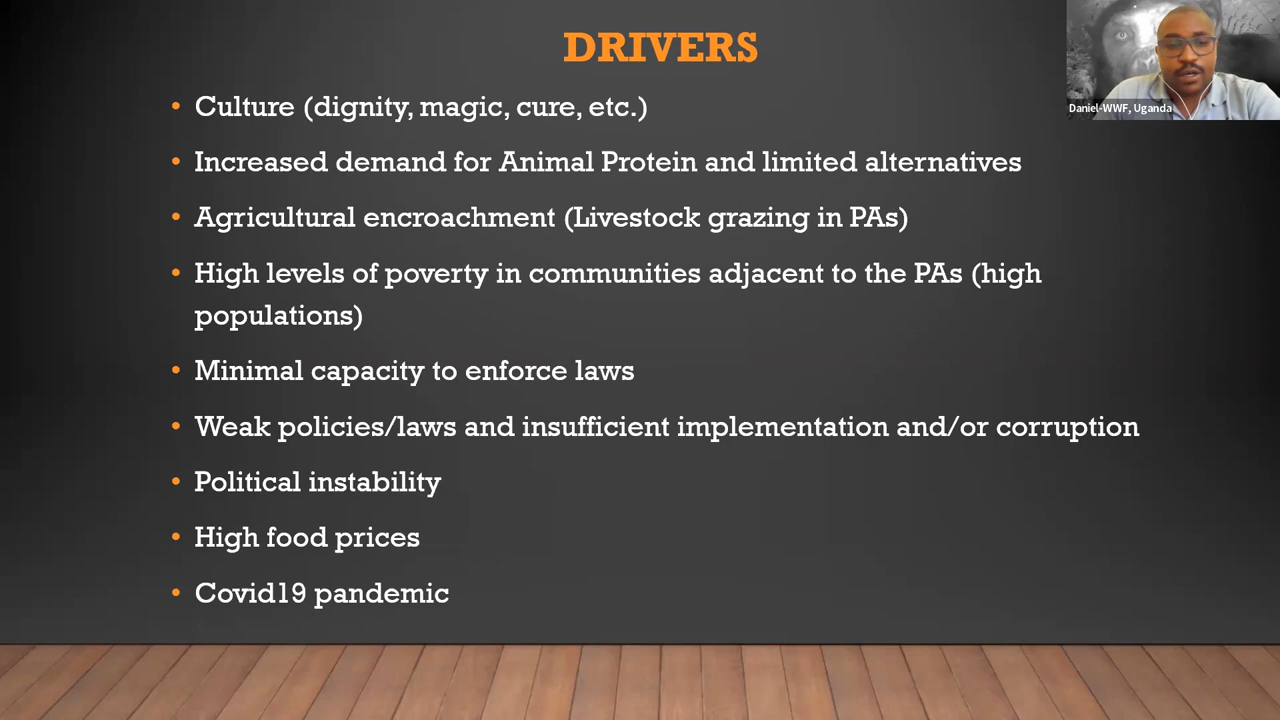 DRIVERS
Daniel-WWF, Uganda
• Culture (dignity, magic, cure, etc.)
• Increased demand for Animal Protein and limited alternatives
• Agricultural encroachment (Livestock grazing in PAs)
• High levels of poverty in communities adjacent to the PAs (high
populations)
• Minimal capacity to enforce laws
• Weak policies/laws and insufficient implementation and/or corruption
• Political instability
• High food prices
• Covid19 pandemic